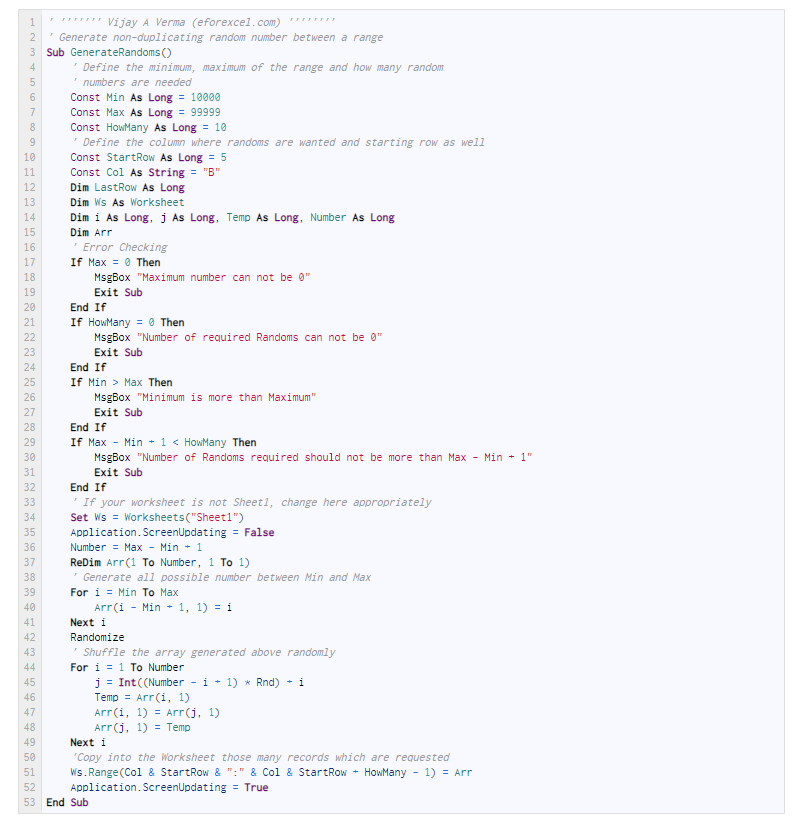 1 ' ''''''' Vijay A Verma (eforexcel.com) '''''''
2 ' Generate non-duplicating random number between a range
3 Sub GenerateRandoms()
4     ' Define the minimum, maximum of the range and how many random
5     ' numbers are needed
6     Const Min As Long = 10000
7     Const Max As Long = 99999
8     Const HowMany As Long = 10
9     ' Define the column where randoms are wanted and starting row as well
10     Const StartRow As Long = 5
11     Const Col As String = "B"
12     Dim LastRow As Long
13     Dim Ws As Worksheet
14     Dim i As Long, j As Long, Temp As Long, Number As Long
15     Dim Arr
16     ' Error Checking
17     If Max = 0 Then
18         MsgBox "Maximum number can not be 0"
19         Exit Sub
20     End If
21     If HowMany = 0 Then
22         MsgBox "Number of required Randoms can not be 0"
23         Exit Sub
24     End If
25     If Min > Max Then
26         MsgBox "Minimum is more than Maximum"
27         Exit Sub
28     End If
29     If Max - Min + 1 < HowMany Then
30         MsgBox "Number of Randoms required should not be more than Max - Min + 1"
31         Exit Sub
32     End If
33     ' If your worksheet is not Sheet1, change here appropriately
34     Set Ws = Worksheets("Sheet1")
35     Application.ScreenUpdating = False
36     Number = Max - Min + 1
37     ReDim Arr(1 To Number, 1 To 1)
38     ' Generate all possible number between Min and Max
39     For i = Min To Max
40         Arr(i - Min + 1, 1) = i
41     Next i
42     Randomize
43     ' Shuffle the array generated above randomly
44     For i = 1 To Number
45         j = Int((Number - i + 1) * Rnd) + i
46         Temp = Arr(i, 1)
47         Arr(i, 1) = Arr(j, 1)
48         Arr(j, 1) = Temp
49     Next i
50     'Copy into the Worksheet those many records which are requested
51     Ws.Range(Col & StartRow & ":" & Col & StartRow + HowMany - 1) = Arr
52     Application.ScreenUpdating = True
53 End Sub